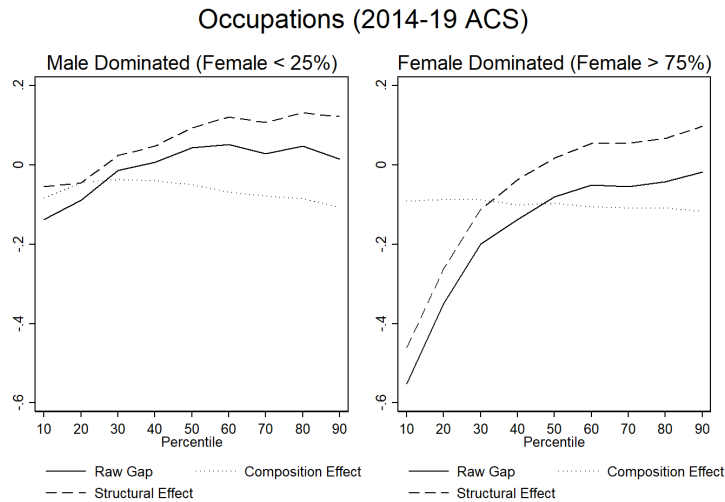 Occupations (2014-19 ACS)
Male Dominated (Female < 25%)
.2
0
-.2
-.4
-.6
10 20 30 40 50 60 70 80 90
Percentile
Raw Gap
Composition Effect
Structural Effect
Female Dominated (Female > 75%)
.2
0
-.2
-.4
-.6
10 20 30 40 50 60 70 80 90
Percentile
Raw Gap
Composition Effect
Structural Effect